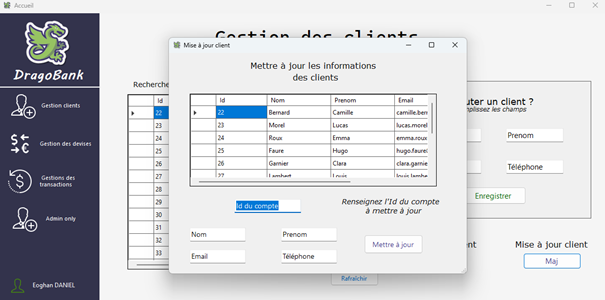 Accueil
DragoBank
Gestion clients
Gestion des devises
Gestions des
transactions
Admin only
Eoghan DANIEL
Gestion des clients
Recherche
Id
22
23
24
25
26
27
28
29
30
31
32
33
Rafraîchir
Mise à jour client
Mettre à jour les informations
des clients
Id Nom Prenom Email
22 Bernard Camille camille.ber
23 Morel Lucas lucas.morel
24 Roux Emma emma.roux
25 Faure Hugo hugo.faure
26 Garnier Clara clara.garnie
27 Lambert Louis louis.lambe
Id du compte
Renseignez l'Id du compte
à mettre à jour
Nom Prenom
Email Téléphone
Mettre à jour
uter un client ?
plissez les champs
Prenom
Téléphone
Enregistrer
nt
Mise à jour client
Maj